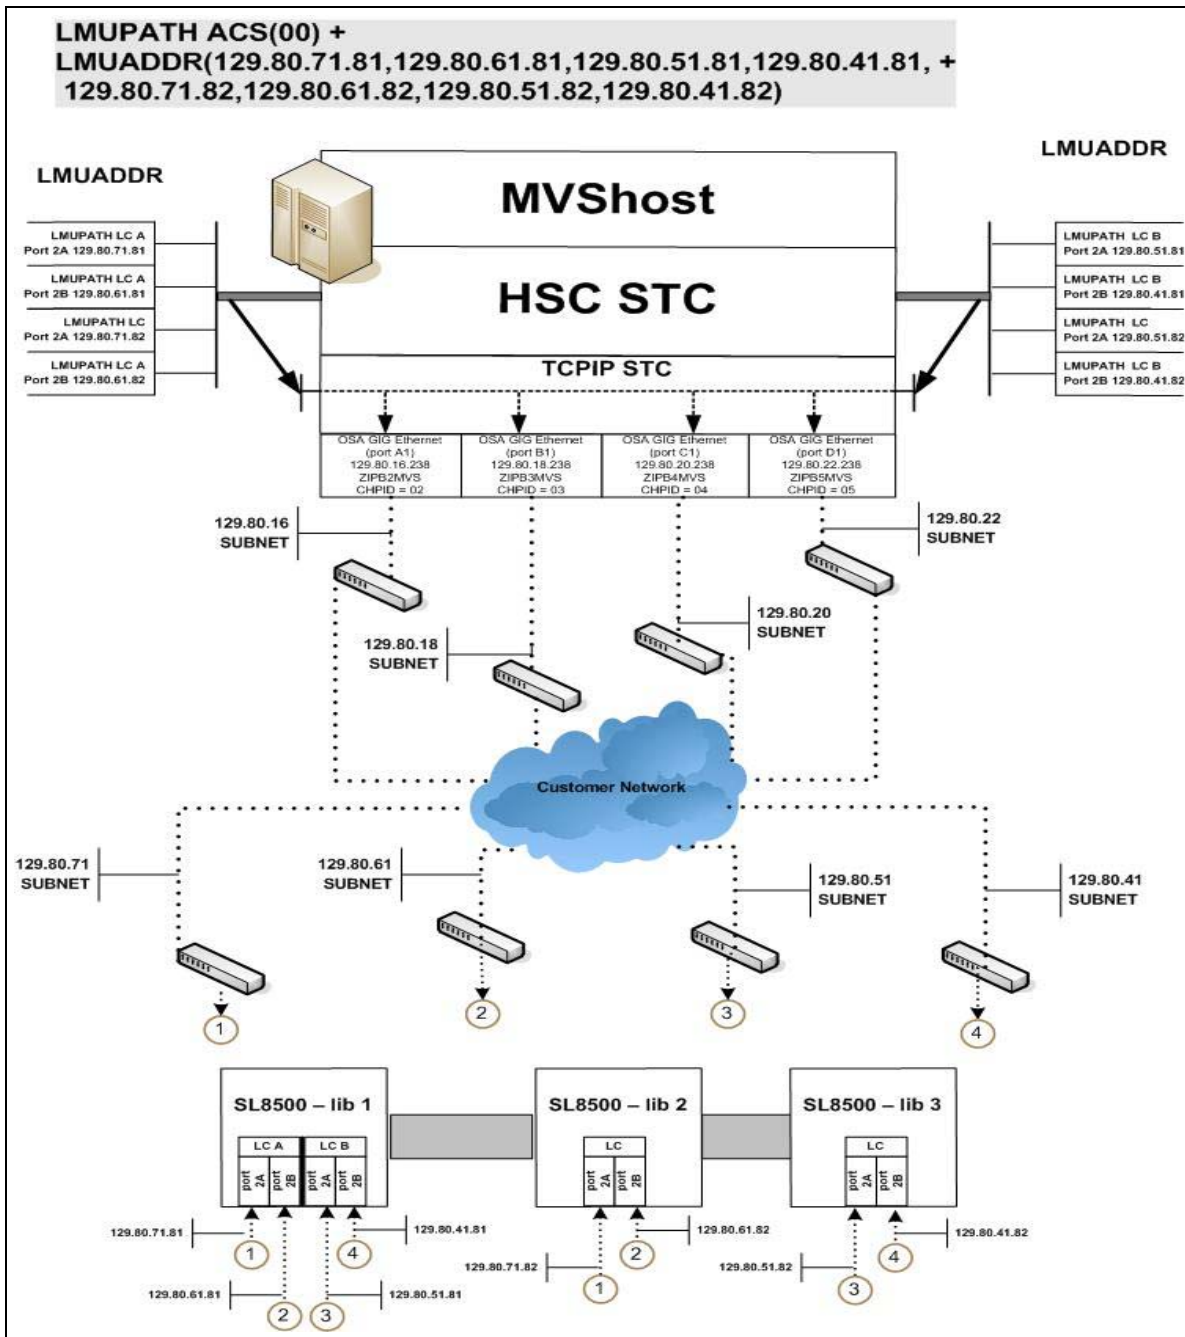 LMUPATH ACS(00) +
LMUADDR(129.80.71.81,129.80.61.81,129.80.51.81,129.80.41.81, +
129.80.71.82,129.80.61.82,129.80.51.82,129.80.41.82)
LMUADDR
LMUPATH LC A
Port 2A 129.80.71.81
LMUPATH LC A
Port 2B 129.80.61.81
LMUPATH LC
Port 2A 129.80.71.82
LMUPATH LC A
Port 2B 129.80.61.82
MVShost
HSC STC
TCPIP STC
LMUADDR
LMUPATH LC B
Port 2A 129.80.51.81
LMUPATH LC B
Port 2B 129.80.41.81
LMUPATH LC
Port 2A 129.80.51.82
LMUPATH LC B
Port 2B 129.80.41.82
OSA GIG Ethernet
(port A1)
129.80.16.238
ZIPB2MVS
CHPID = 02
OSA GIG Ethernet
(port B1)
129.80.18.238
ZIPB3MVS
CHPID = 03
OSA GIG Ethernet
(port C1)
129.80.20.238
ZIPB4MVS
CHPID = 04
OSA GIG Ethernet
(port D1)
129.80.22.238
ZIPB5MVS
CHPID = 05
129.80.16
SUBNET
129.80.22
SUBNET
129.80.18
SUBNET
129.80.20
SUBNET
Customer Network
129.80.71
SUBNET
129.80.61
SUBNET
129.80.51
SUBNET
129.80.41
SUBNET
1
2
3
4
SL8500 – lib 1
LC A
LC B
port 2A
port 2B
port 2A
port 2B
SL8500 – lib 2
LC
port 2A
port 2B
SL8500 – lib 3
LC
port 2A
port 2B
129.80.71.81
1
129.80.61.81
2
3
129.80.51.81
4
129.80.41.81
129.80.71.82
1
2
129.80.61.82
129.80.51.82
3
4
129.80.41.82